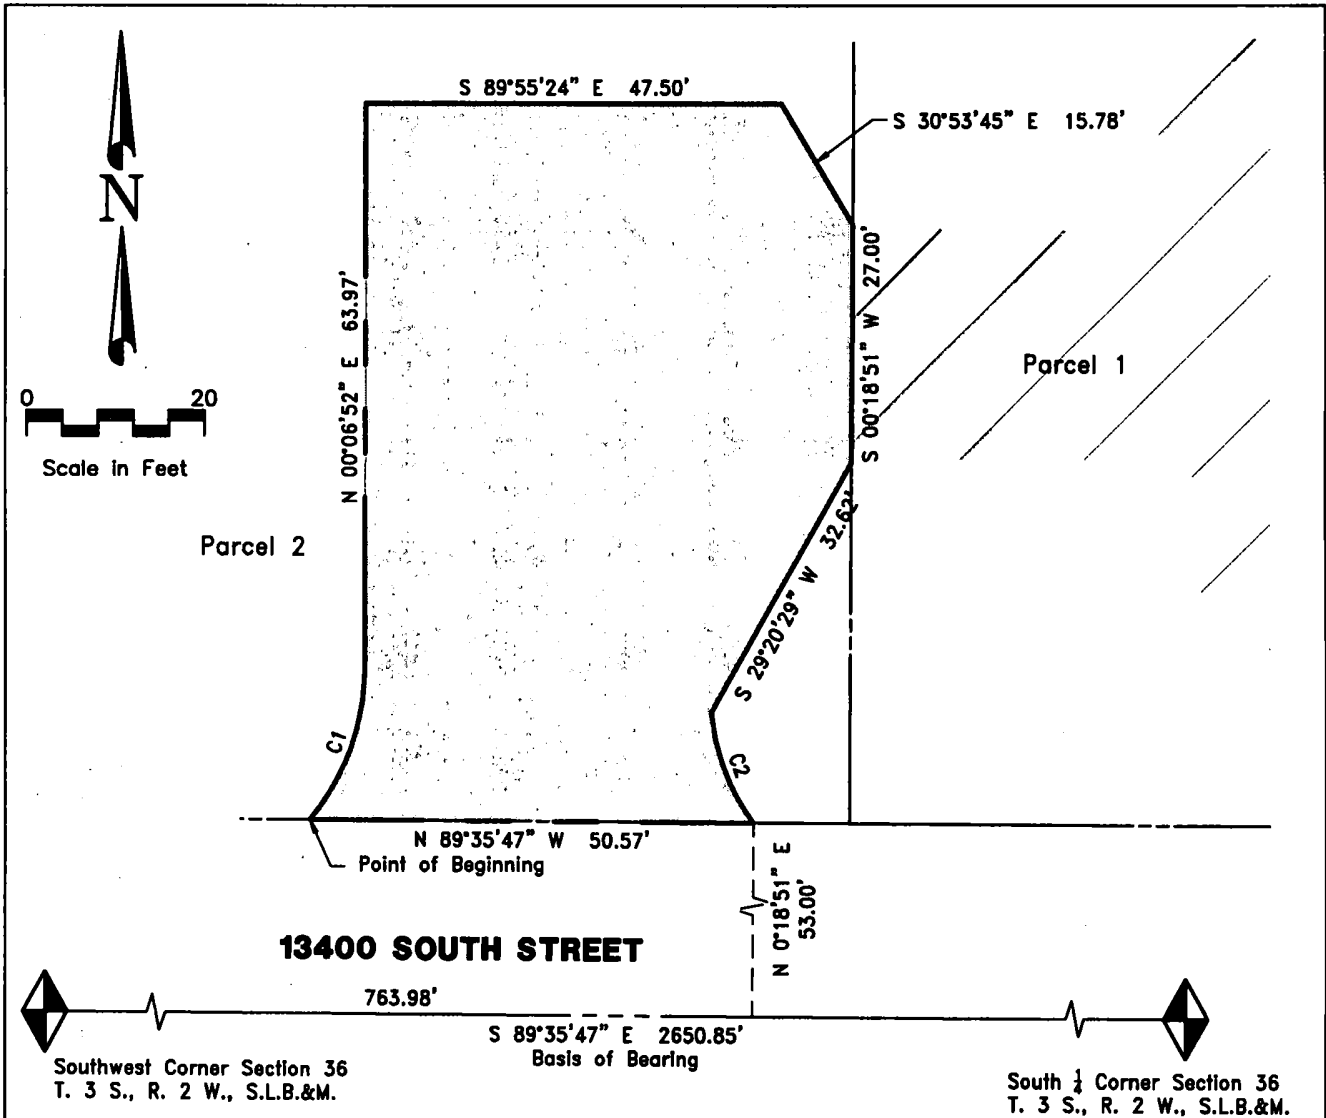 S 89°55'24" E 47.50'
S 30°53'45" E 15.78'
N
S 00°18'51" W 27.00'
N 00°06'52" E 63.97'
Parcel 1
0 20
Scale in Feet
Parcel 2
S 29°20'29" W 32.62'
C1
C2
N 89°35'47" W 50.57'
Point of Beginning
N 0°18'51" E
53.00'
13400 SOUTH STREET
763.98'
S 89°35'47" E 2650.85'
Basis of Bearing
Southwest Corner Section 36
T. 3 S., R. 2 W., S.L.B.&M.
South 1/4 Corner Section 36
T. 3 S., R. 2 W., S.L.B.&M.